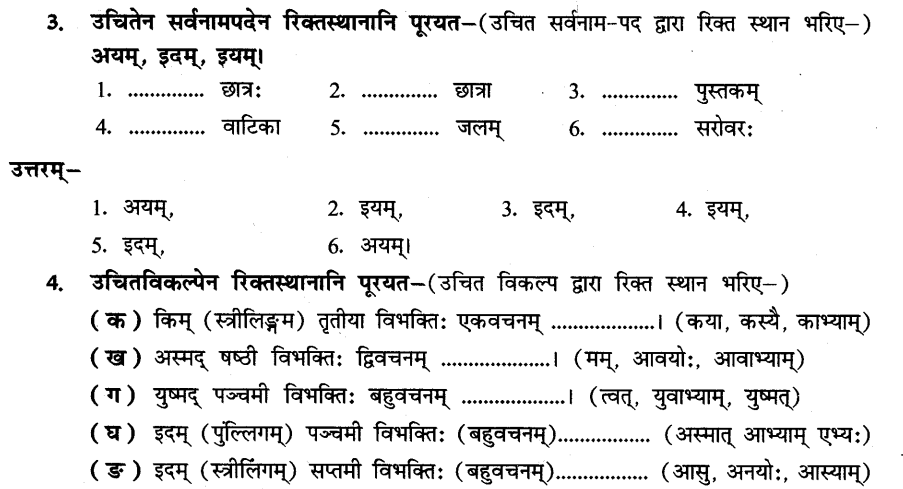 3. उचितेन सर्वनामपदेन रिक्तस्थानानि पूरयत–(उचित सर्वनाम-पद द्वारा रिक्त स्थान भरिए–)
अयम्, इदम्, इयम्।
1. .............. छात्रः 2. .............. छात्रा 3. .............. पुस्तकम्
4. .............. वाटिका 5. .............. जलम् 6. .............. सरोवरः
उत्तरम्–
1. अयम्, 2. इयम्, 3. इदम्, 4. इयम्,
5. इदम्, 6. अयम्।
4. उचितविकल्पेन रिक्तस्थानानि पूरयत–(उचित विकल्प द्वारा रिक्त स्थान भरिए–)
(क) किम् (स्त्रीलिङ्गम) तृतीया विभक्तिः एकवचनम् ...................। (कया, कस्यै, काभ्याम्)
(ख) अस्मद् षष्ठी विभक्तिः द्विवचनम् ....................। (मम्, आवयोः, आवाभ्याम्)
(ग) युष्मद् पञ्चमी विभक्तिः बहुवचनम् ...................। (त्वत्, युवाभ्याम्, युष्मत्)
(घ) इदम् (पुंल्लिगम्) पञ्चमी विभक्तिः (बहुवचनम्)................. (अस्मात् आभ्याम् एभ्यः)
(ङ) इदम् (स्त्रीलिंगम्) सप्तमी विभक्तिः (बहुवचनम्)................. (आसु, अनयोः, आस्याम्)